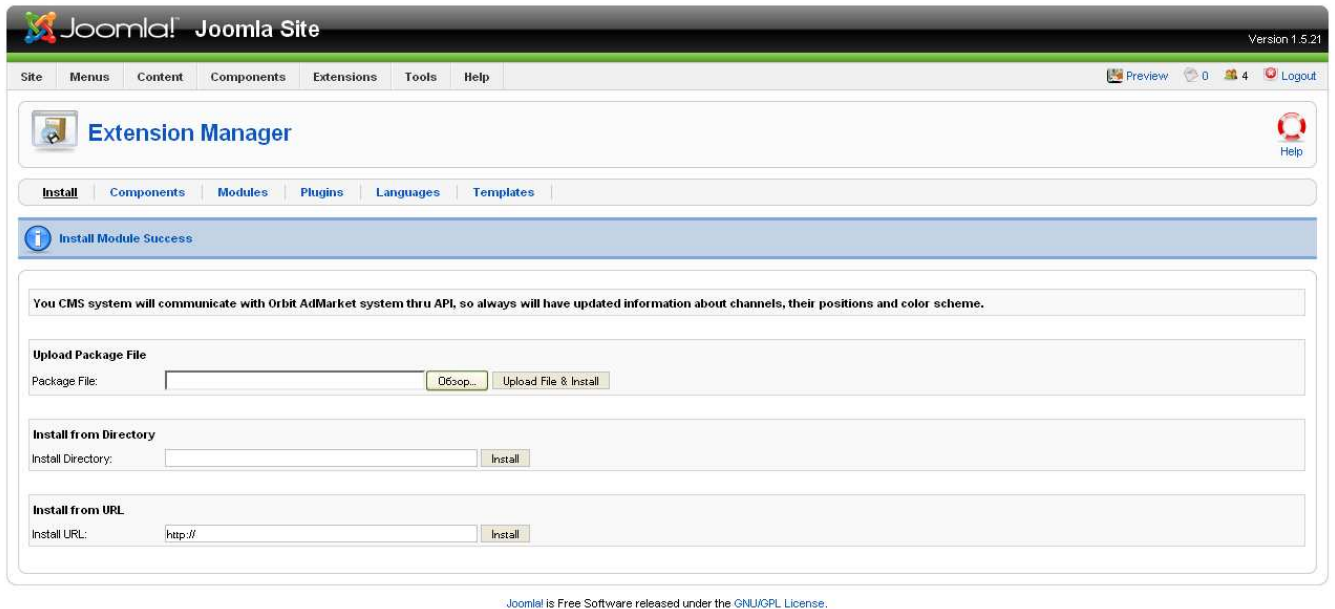 Joomla! Joomla Site
Version 1.5.21
Site Menus Content Components Extensions Tools Help Preview 0 4 Logout
Extension Manager
Help
Install Components Modules Plugins Languages Templates
Install Module Success
You CMS system will communicate with Orbit AdMarket system thru API, so always will have updated information about channels, their positions and color scheme.
Upload Package File
Package File: Обзор... Upload File & Install
Install from Directory
Install Directory: Install
Install from URL
Install URL: http:// Install
Joomla! is Free Software released under the GNU/GPL License.